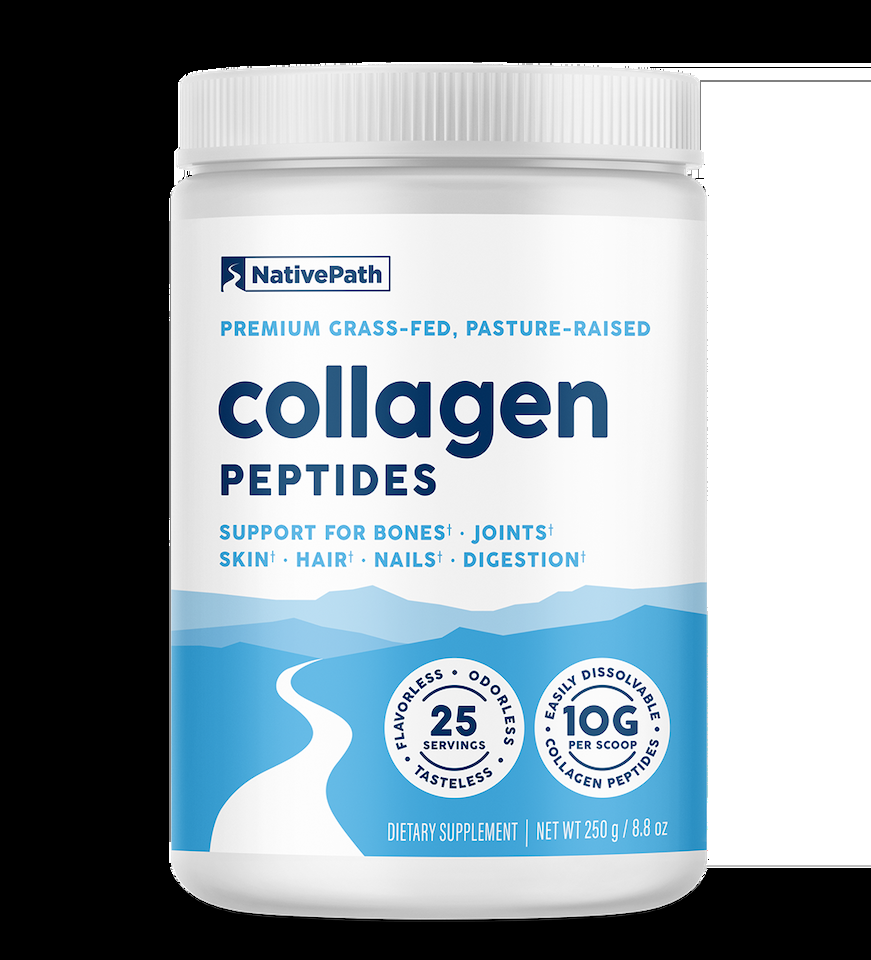 NativePath
PREMIUM GRASS-FED, PASTURE-RAISED
collagen
PEPTIDES
SUPPORT FOR BONES† · JOINTS†
SKIN† · HAIR† · NAILS† · DIGESTION†
FLAVORLESS • ODORLESS
25
SERVINGS
• TASTELESS •
• EASILY DISSOLVABLE •
10G
PER SCOOP
COLLAGEN PEPTIDES
DIETARY SUPPLEMENT | NET WT 250 g / 8.8 oz